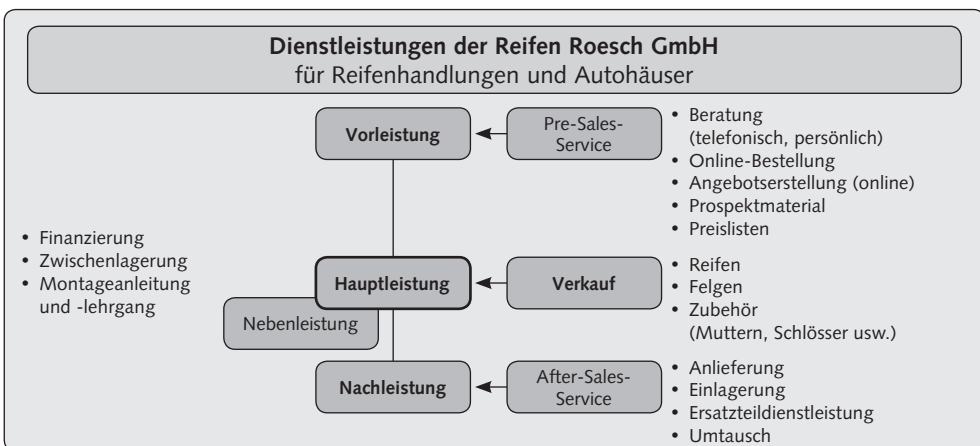 Dienstleistungen der Reifen Roesch GmbH
für Reifenhandlungen und Autohäuser
Vorleistung
Pre-Sales-
Service
• Beratung
(telefonisch, persönlich)
• Online-Bestellung
• Angebotserstellung (online)
• Prospektmaterial
• Preislisten
• Finanzierung
• Zwischenlagerung
• Montageanleitung
und -lehrgang
Hauptleistung
Nebenleistung
Verkauf
• Reifen
• Felgen
• Zubehör
(Muttern, Schlösser usw.)
Nachleistung
After-Sales-
Service
• Anlieferung
• Einlagerung
• Ersatzteildienstleistung
• Umtausch